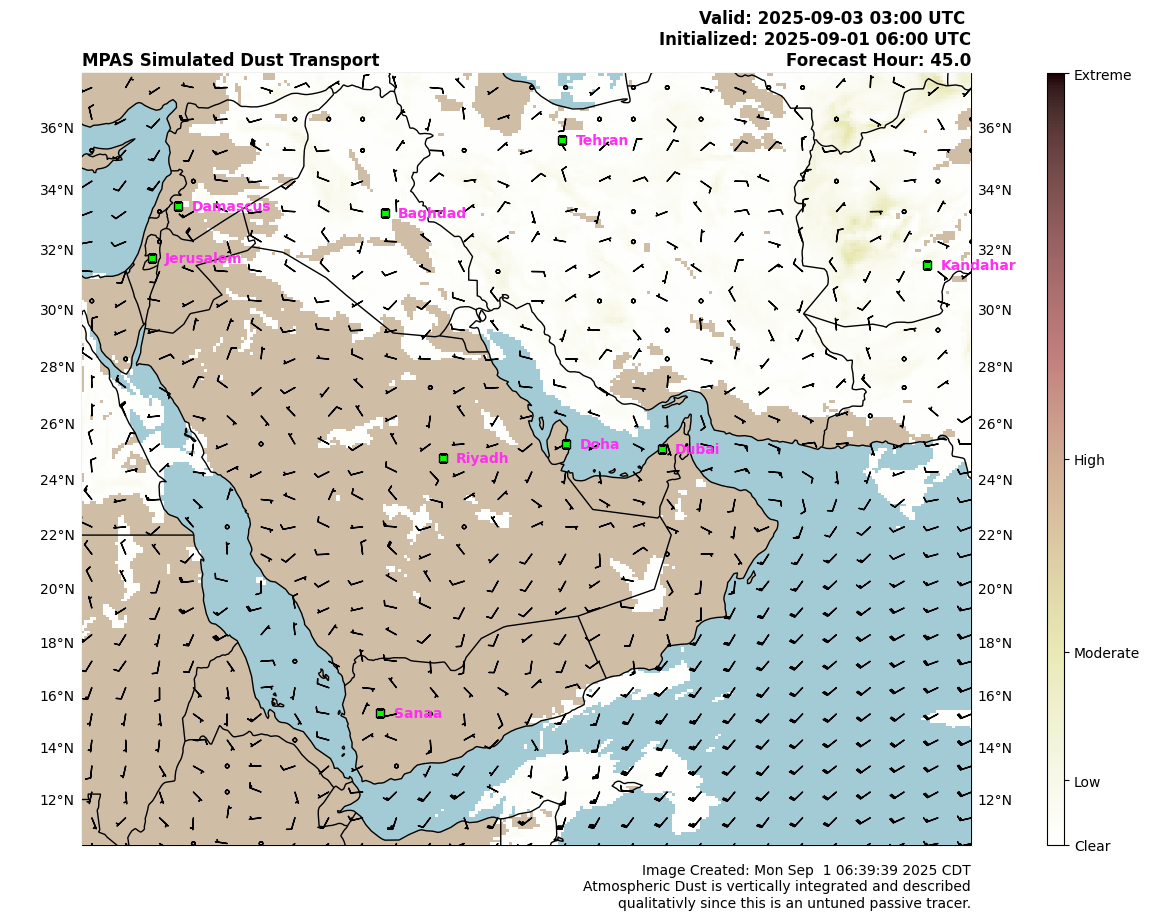 Valid: 2025-09-03 03:00 UTC
Initialized: 2025-09-01 06:00 UTC
MPAS Simulated Dust Transport
Forecast Hour: 45.0
Extreme
36°N
36°N
Tehran
34°N
34°N
Damascus
Baghdad
32°N
32°N
Jerusalem
Kandahar
30°N
30°N
28°N
28°N
26°N
26°N
Doha
Dubai
Riyadh
High
24°N
24°N
22°N
22°N
20°N
20°N
18°N
18°N
Moderate
16°N
16°N
Sanaa
14°N
14°N
Low
12°N
12°N
Clear
Image Created: Mon Sep  1 06:39:39 2025 CDT
Atmospheric Dust is vertically integrated and described
qualitativly since this is an untuned passive tracer.